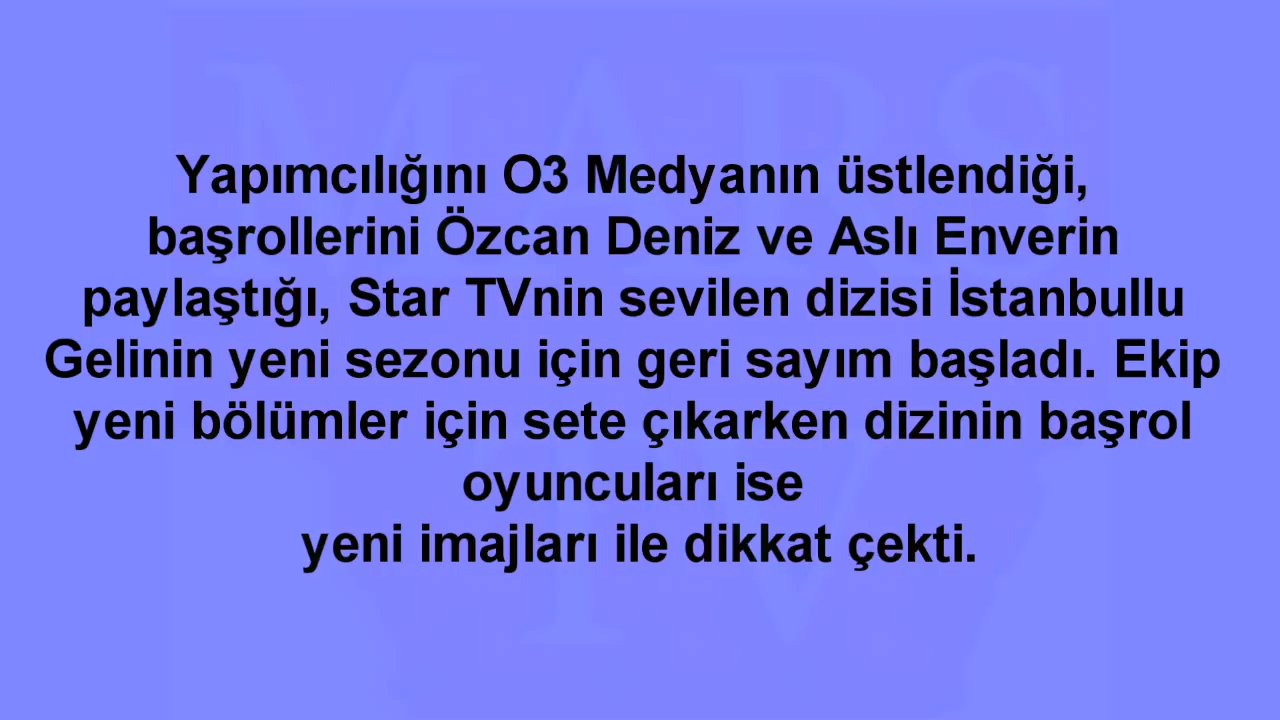 MARS
Yapımcılığını O3 Medyanın üstlendiği,
başrollerini Özcan Deniz ve Aslı Enverin
paylaştığı, Star TVnin sevilen dizisi İstanbullu
Gelinin yeni sezonu için geri sayım başladı. Ekip
yeni bölümler için sete çıkarken dizinin başrol
oyuncuları ise
yeni imajları ile dikkat çekti.
TV